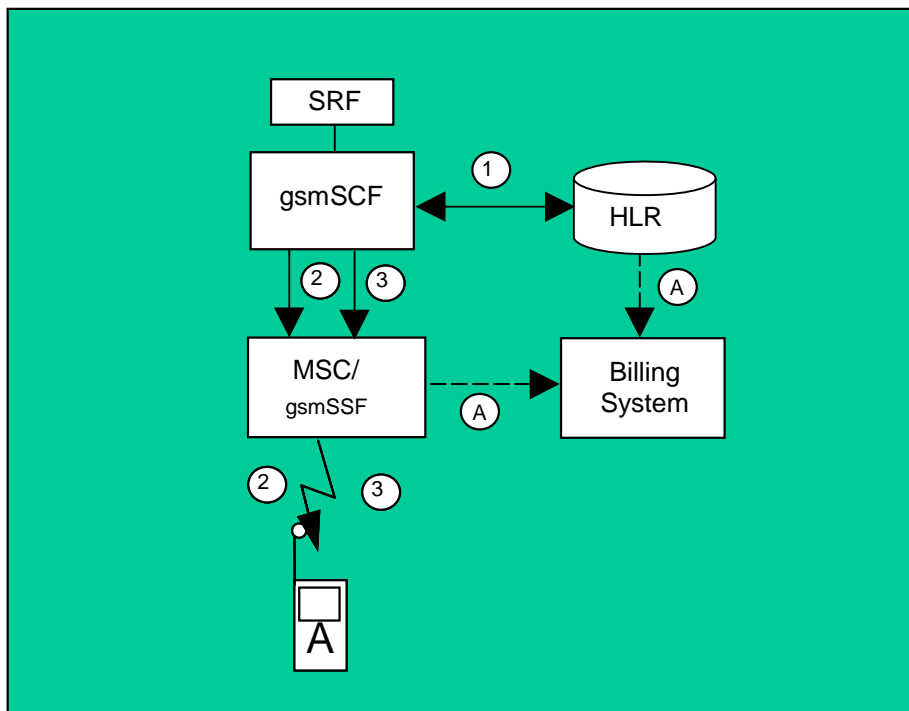 SRF
gsmSCF
1
HLR
2
3
A
MSC/
gsmSSF
A
Billing
System
2
3
A